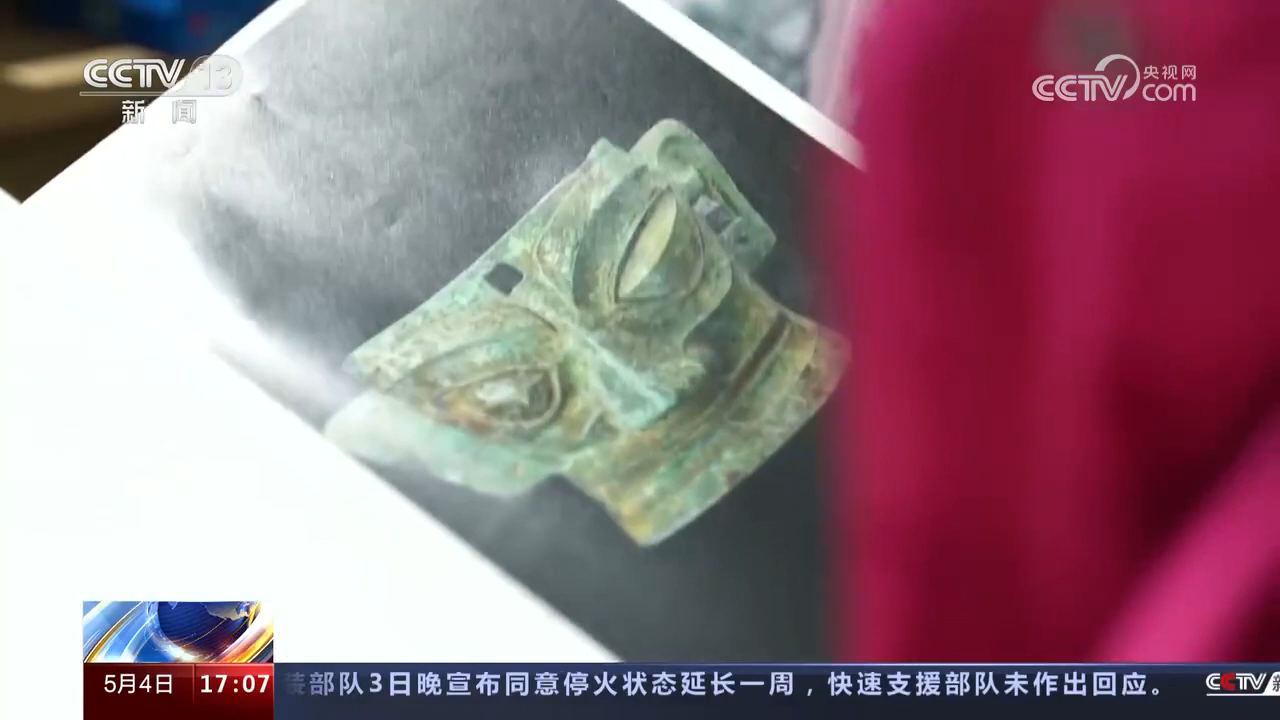 CCTV 13
新闻
央视网
CCTV com
5月4日 17:07 装部队3日晚宣布同意停火状态延长一周，快速支援部队未作出回应。 CCTV